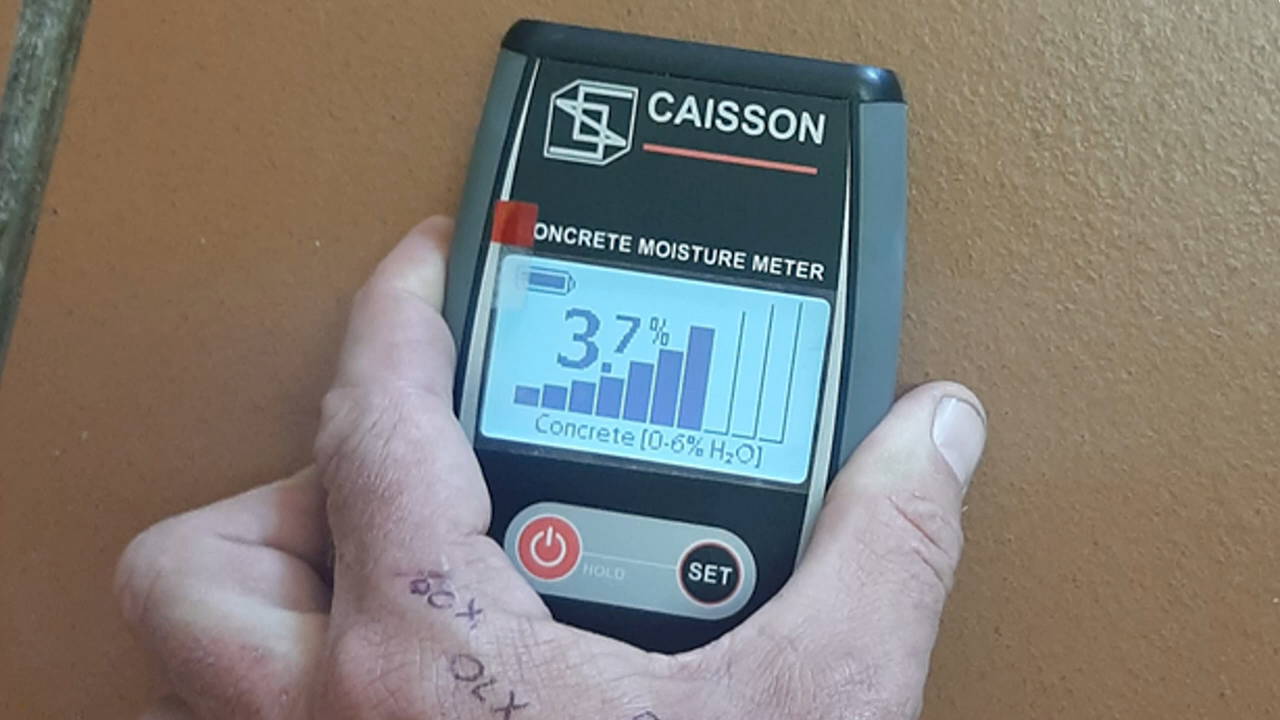 CAISSON
ONCRETE MOISTURE METER
3.7%
Concrete [0-6% H₂O]
HOLD
SET